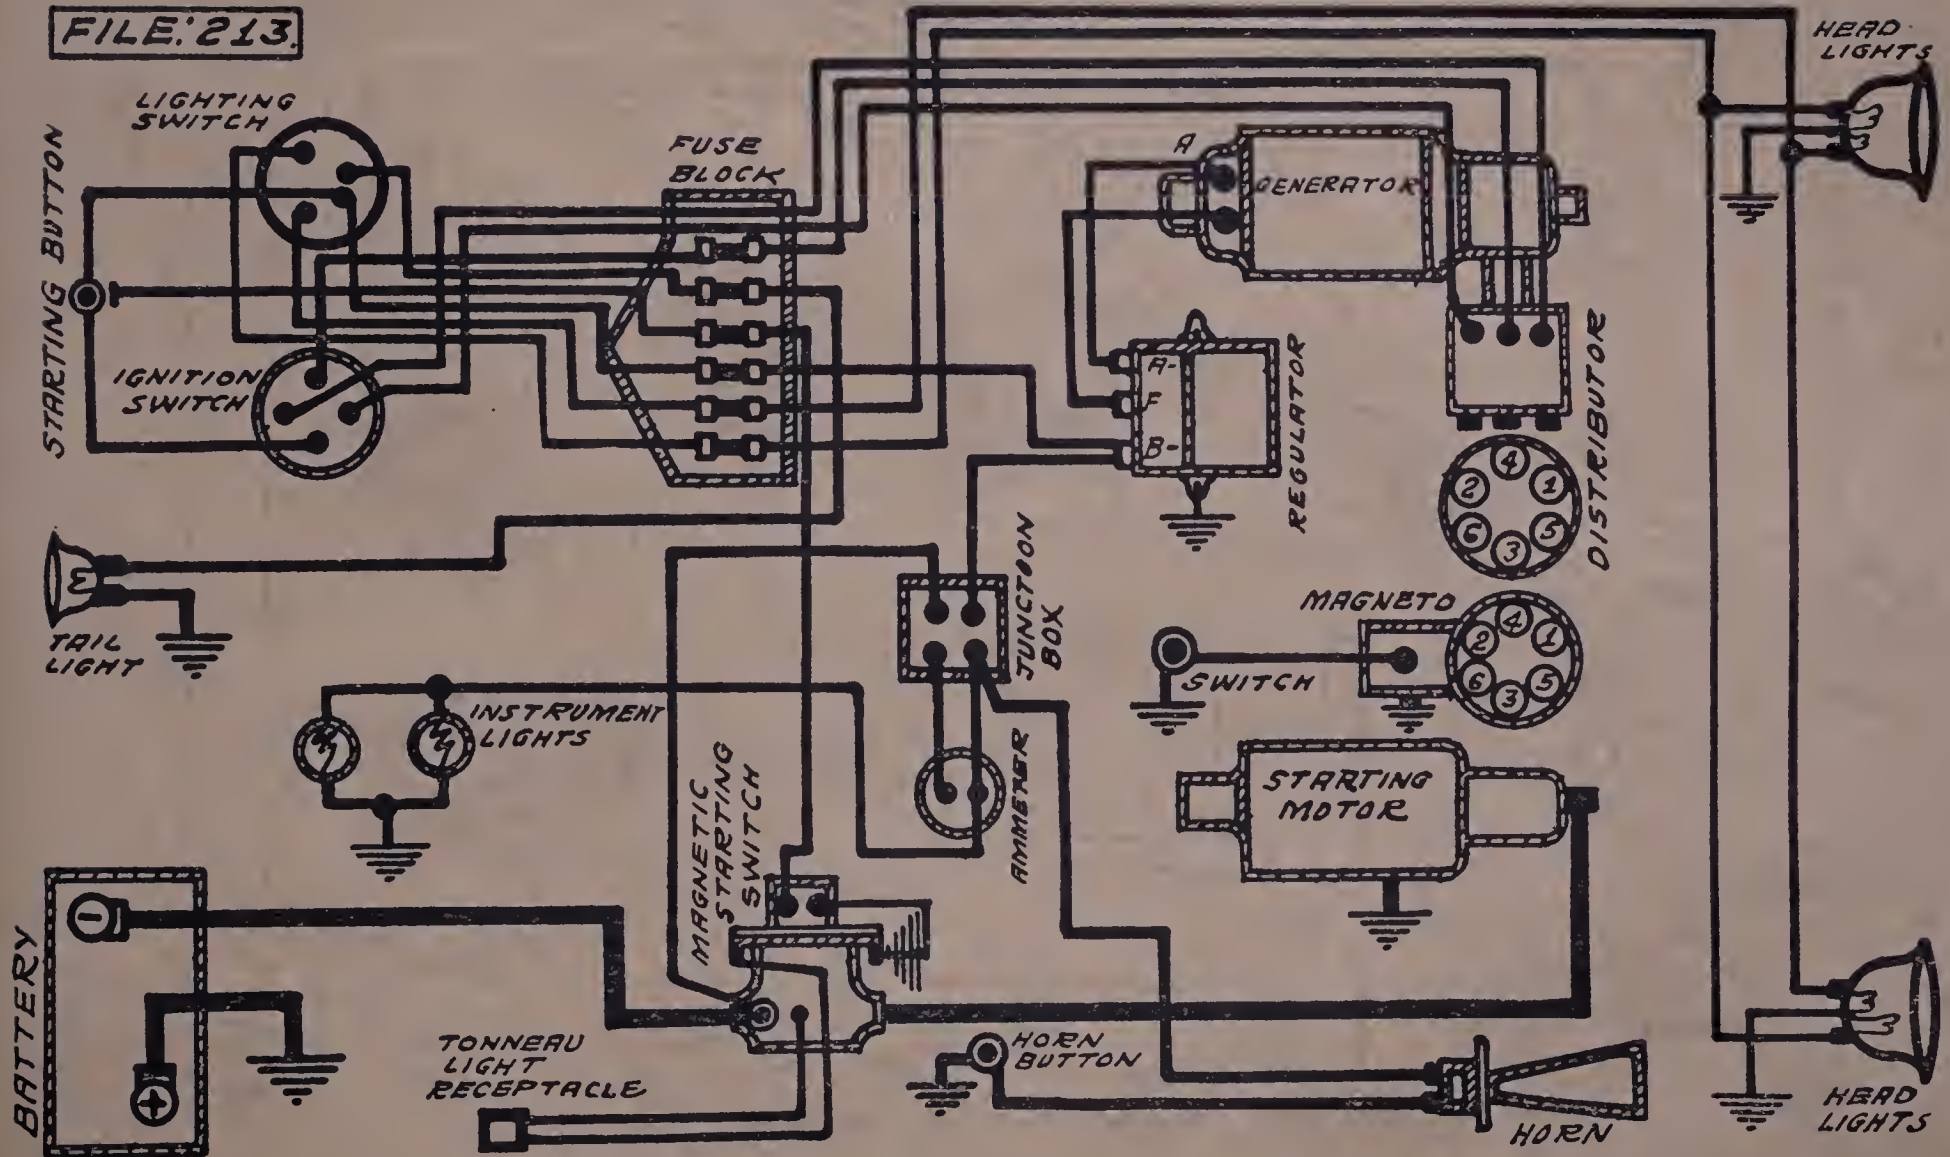 FILE. 213.
LIGHTING
SWITCH
STARTING BUTTON
IGNITION
SWITCH
FUSE
BLOCK
A
GENERATOR
HEAD
LIGHTS
A-
F
B-
REGULATOR
DISTRIBUTOR
4
2 1
6 5
3
TAIL
LIGHT
JUNCTOON
BOX
MAGNETO
4
2 1
6 5
3
SWITCH
INSTRUMENT
LIGHTS
AMMETER
MAGNETIC
STARTING
SWITCH
STARTING
MOTOR
BATTERY
-
+
TONNEAU
LIGHT
RECEPTACLE
HORN
BUTTON
HORN
HEAD
LIGHTS